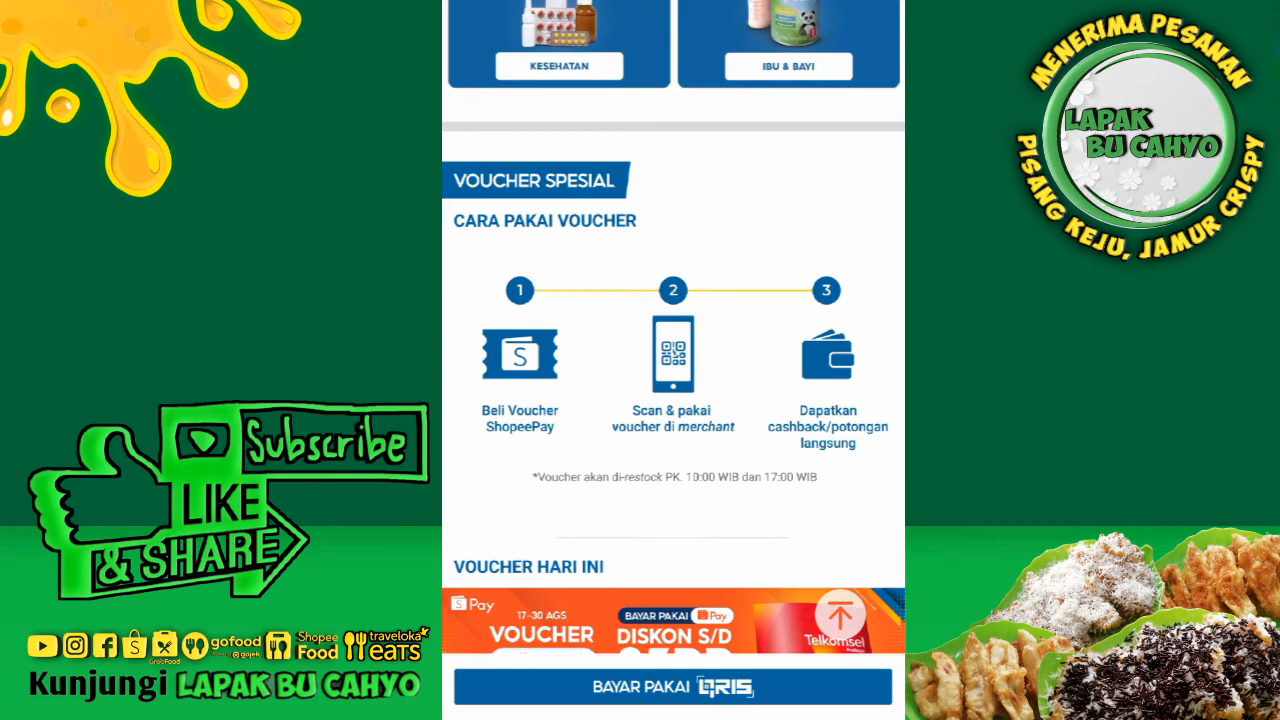 KESEHATAN
IBU & BAYI
MENERIMA PESANAN
LAPAK
BU CAHYO
PISANG KEJU, JAMUR CRISPY
VOUCHER SPESIAL
CARA PAKAI VOUCHER
1
2
3
S
Beli Voucher
ShopeePay
Scan & pakai
voucher di merchant
Dapatkan
cashback/potongan
langsung
*Voucher akan di-restock PK. 10:00 WIB dan 17:00 WIB
VOUCHER HARI INI
S Pay
17-30 AGS
VOUCHER
BAYAR PAKAI S Pay
DISKON S/D
Telkomsel
BAYAR PAKAI QRIS
Subscribe
LIKE
& SHARE
GrabFood
gofood
gojek
Shopee
Food
traveloka
EATS
Kunjungi LAPAK BU CAHYO